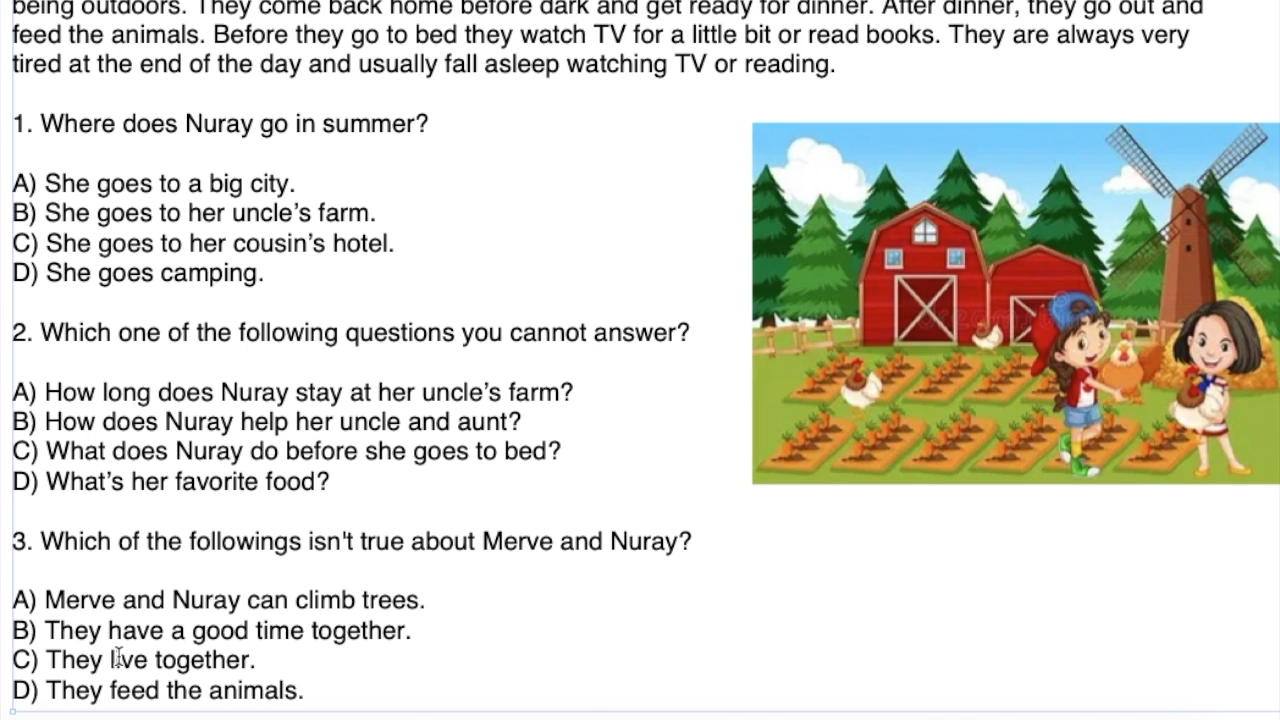 being outdoors. They come back home before dark and get ready for dinner. After dinner, they go out and
feed the animals. Before they go to bed they watch TV for a little bit or read books. They are always very
tired at the end of the day and usually fall asleep watching TV or reading.
1. Where does Nuray go in summer?
A) She goes to a big city.
B) She goes to her uncle’s farm.
C) She goes to her cousin’s hotel.
D) She goes camping.
2. Which one of the following questions you cannot answer?
A) How long does Nuray stay at her uncle’s farm?
B) How does Nuray help her uncle and aunt?
C) What does Nuray do before she goes to bed?
D) What’s her favorite food?
3. Which of the followings isn't true about Merve and Nuray?
A) Merve and Nuray can climb trees.
B) They have a good time together.
C) They live together.
D) They feed the animals.